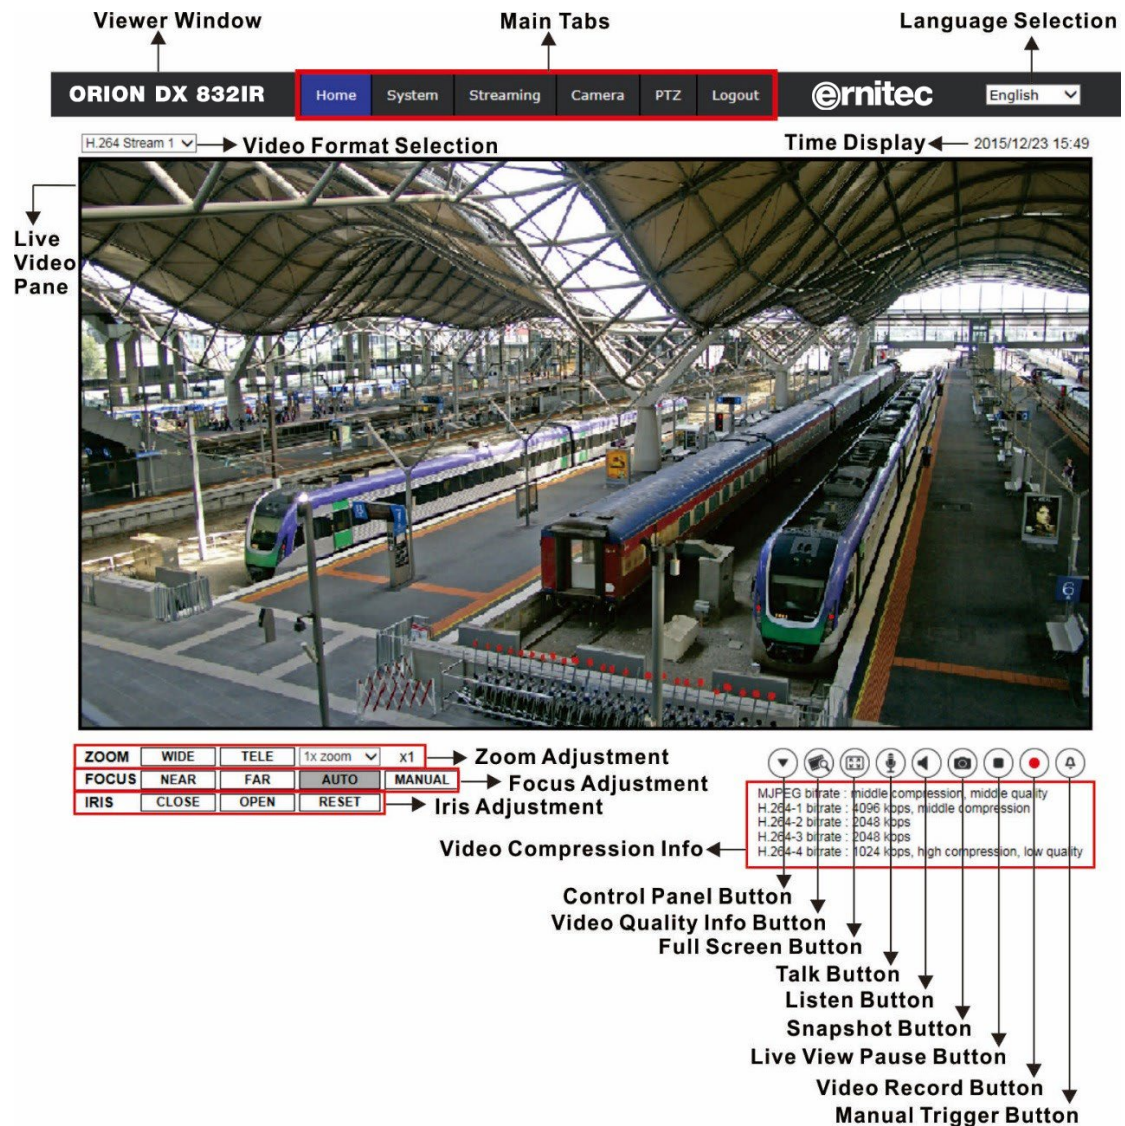 Viewer Window
Main Tabs
Language Selection
ORION DX 832IR
Home
System
Streaming
Camera
PTZ
Logout
ernitec
English
H.264 Stream 1
Video Format Selection
Time Display
2015/12/23 15:49
Live
Video
Pane
7
6
ZOOM
WIDE
TELE
1x zoom
x1
Zoom Adjustment
FOCUS
NEAR
FAR
AUTO
MANUAL
Focus Adjustment
IRIS
CLOSE
OPEN
RESET
Iris Adjustment
MJPEG bitrate : middle compression, middle quality
H.264-1 bitrate : 4096 kbps, middle compression
H.264-2 bitrate : 2048 kbps
H.264-3 bitrate : 2048 kbps
H.264-4 bitrate : 1024 kbps, high compression, low quality
Video Compression Info
Control Panel Button
Video Quality Info Button
Full Screen Button
Talk Button
Listen Button
Snapshot Button
Live View Pause Button
Video Record Button
Manual Trigger Button